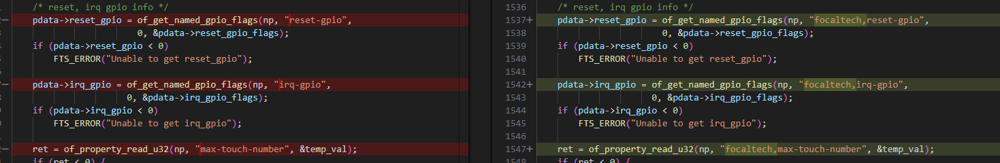 /* reset, irq gpio info */
pdata->reset_gpio = of_get_named_gpio_flags(np, "reset-gpio",
0, &pdata->reset_gpio_flags);
if (pdata->reset_gpio < 0)
FTS_ERROR("Unable to get reset_gpio");
pdata->irq_gpio = of_get_named_gpio_flags(np, "irq-gpio",
0, &pdata->irq_gpio_flags);
if (pdata->irq_gpio < 0)
FTS_ERROR("Unable to get irq_gpio");
ret = of_property_read_u32(np, "max-touch-number", &temp_val);
if (ret < 0) {
1536 /* reset, irq gpio info */
1537+ pdata->reset_gpio = of_get_named_gpio_flags(np, "focaltech,reset-gpio",
1538 0, &pdata->reset_gpio_flags);
1539 if (pdata->reset_gpio < 0)
1540 FTS_ERROR("Unable to get reset_gpio");
1541
1542+ pdata->irq_gpio = of_get_named_gpio_flags(np, "focaltech,irq-gpio",
1543 0, &pdata->irq_gpio_flags);
1544 if (pdata->irq_gpio < 0)
1545 FTS_ERROR("Unable to get irq_gpio");
1546
1547+ ret = of_property_read_u32(np, "focaltech,max-touch-number", &temp_val);
1548 if (ret < 0) {